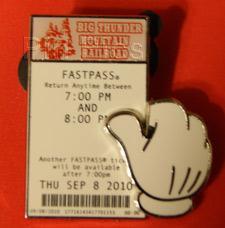 BIG THUNDER
MOUNTAIN
RAILROAD
FASTPASS®
Return Anytime Between
7:00 PM
AND
8:00 PM
Another FASTPASS® tick
will be available
after 7:00pm
THU SEP 8 2010